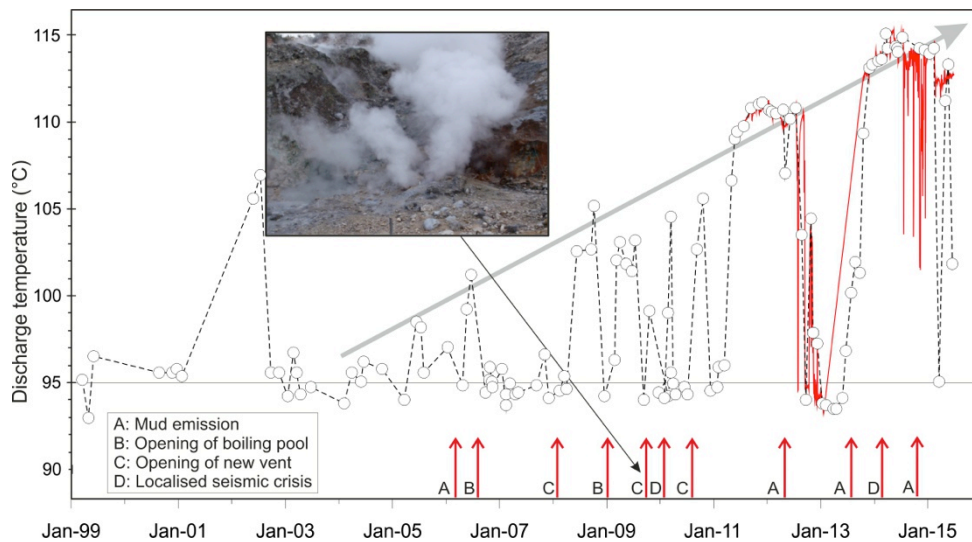 Discharge temperature (°C)
115
110
105
100
95
90
A: Mud emission
B: Opening of boiling pool
C: Opening of new vent
D: Localised seismic crisis
A B C B C D C A A D A
Jan-99 Jan-01 Jan-03 Jan-05 Jan-07 Jan-09 Jan-11 Jan-13 Jan-15